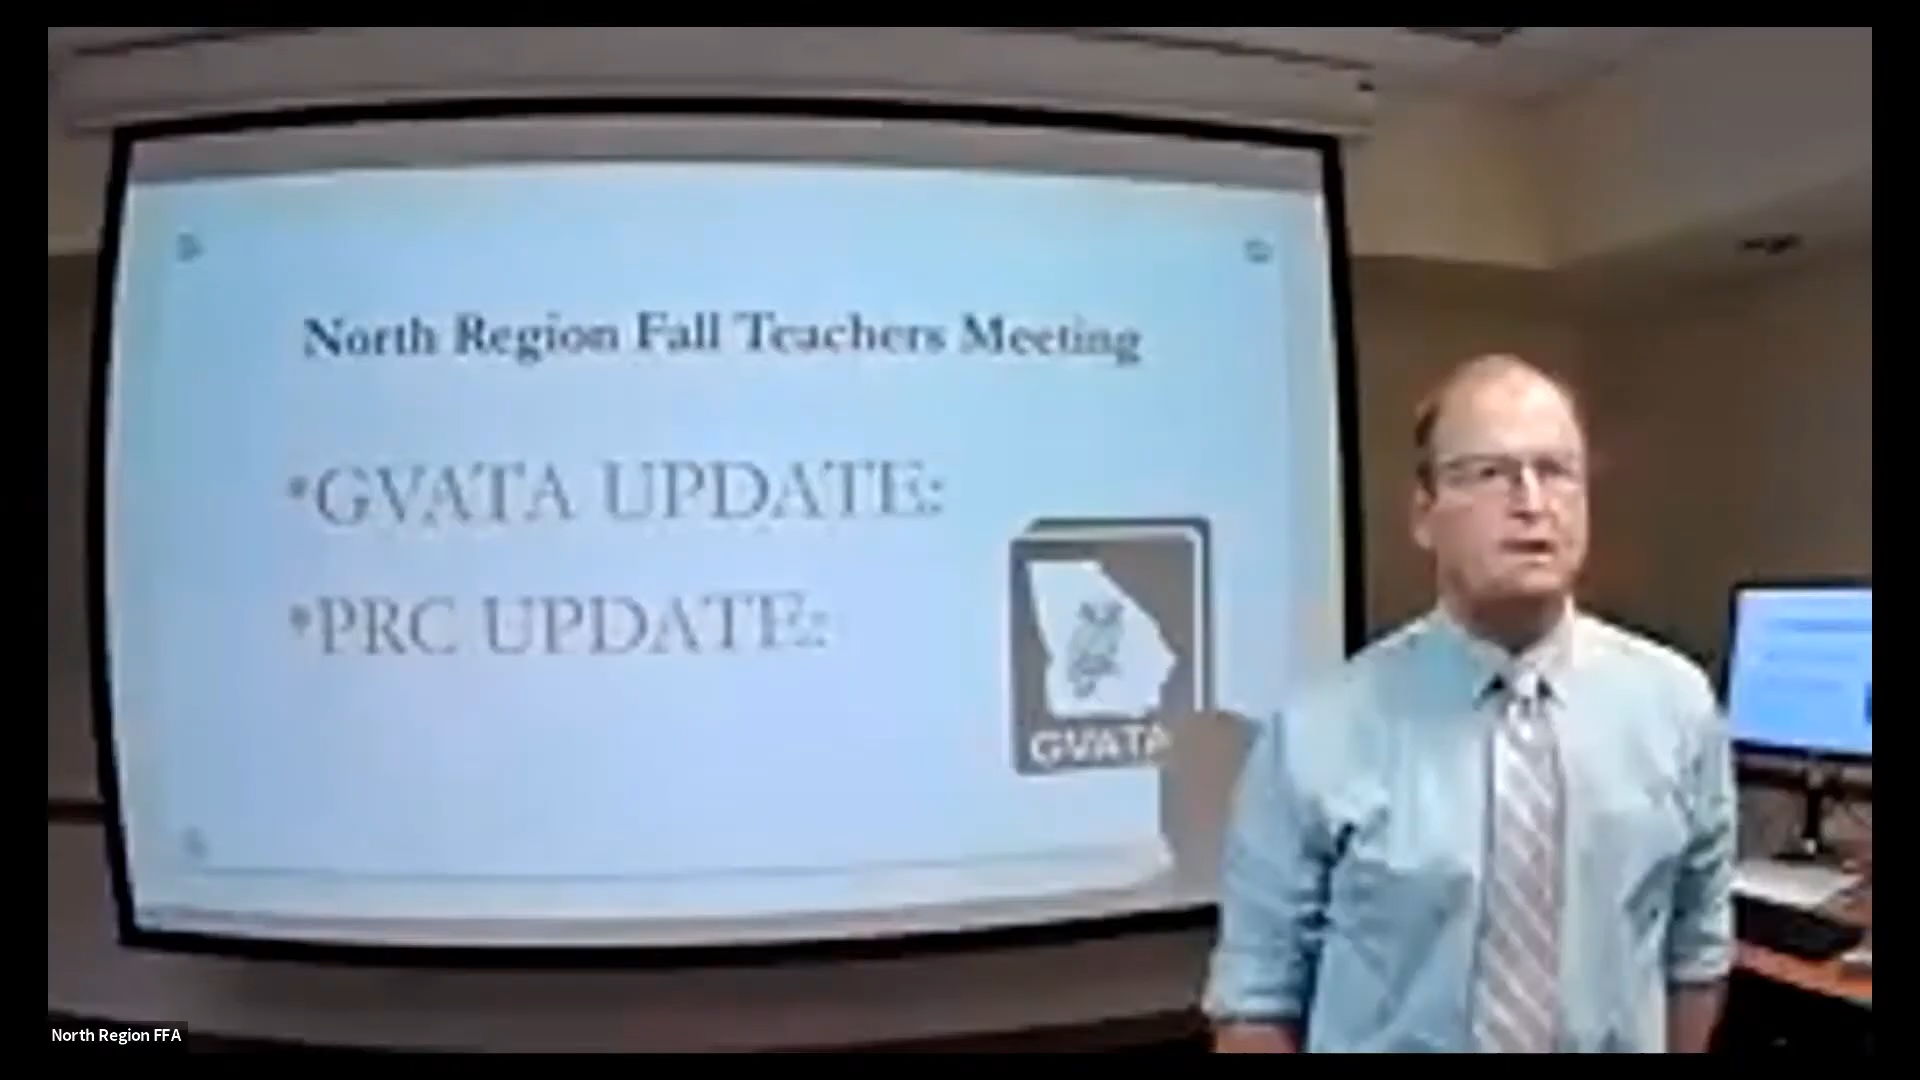 North Region Fall Teachers Meeting
•GVATA UPDATE:
•PRC UPDATE:
GVATA
North Region FFA